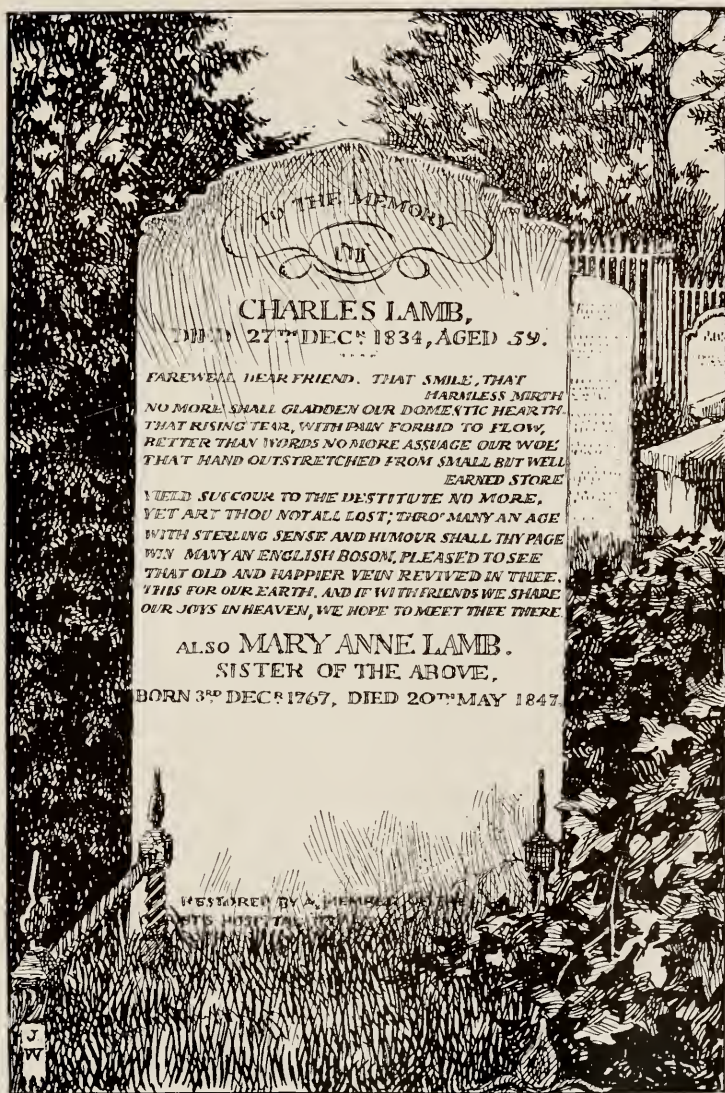 TO THE MEMORY
OF
CHARLES LAMB,
DIED 27TH DECR 1834, AGED 59.
FAREWELL DEAR FRIEND. THAT SMILE, THAT
HARMLESS MIRTH
NO MORE SHALL GLADDEN OUR DOMESTIC HEARTH.
THAT RISING TEAR, WITH PAIN FORBID TO FLOW,
BETTER THAN WORDS NO MORE ASSUAGE OUR WOE
THAT HAND OUTSTRETCHED FROM SMALL BUT WELL
EARNED STORE
YIELD SUCCOUR TO THE DESTITUTE NO MORE,
YET ART THOU NOT ALL LOST; THRO' MANY AN AGE
WITH STERLING SENSE AND HUMOUR SHALL THY PAGE
WIN MANY AN ENGLISH BOSOM, PLEASED TO SEE
THAT OLD AND HAPPIER VEIN REVIVED IN THEE.
THIS FOR OUR EARTH. AND IF WITH FRIENDS WE SHARE
OUR JOYS IN HEAVEN, WE HOPE TO MEET THEE THERE.
ALSO MARY ANNE LAMB.
SISTER OF THE ABOVE,
BORN 3RD DECR 1767, DIED 20TH MAY 1847.
RESTORED BY A MEMBER OF THE
HOSPITAL
J
W